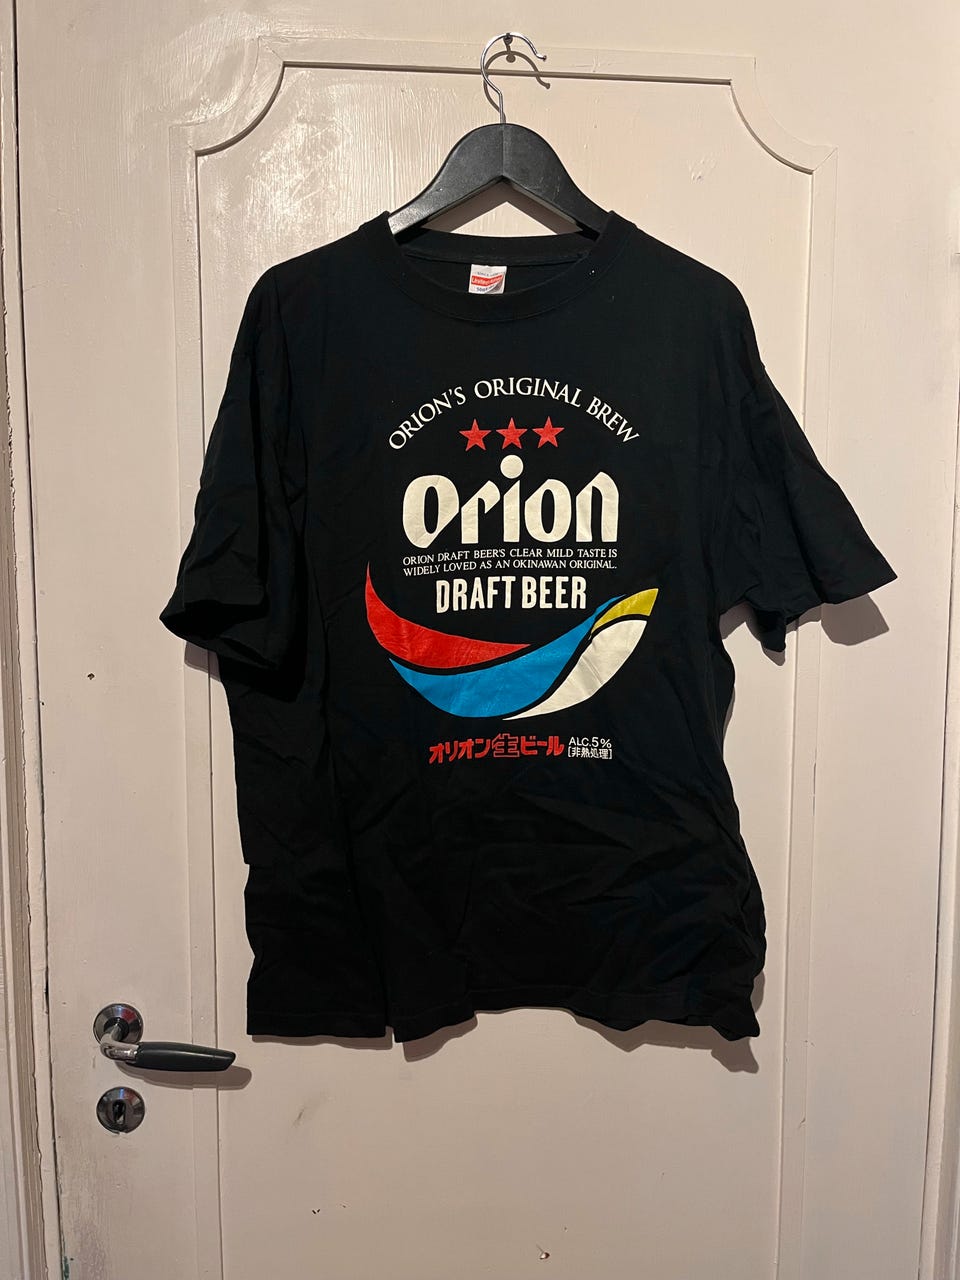 ORION'S ORIGINAL BREW
orion
ORION DRAFT BEER'S CLEAR MILD TASTE IS
WIDELY LOVED AS AN OKINAWAN ORIGINAL.
DRAFT BEER
オリオン生ビール
ALC.5%
[非熱処理]